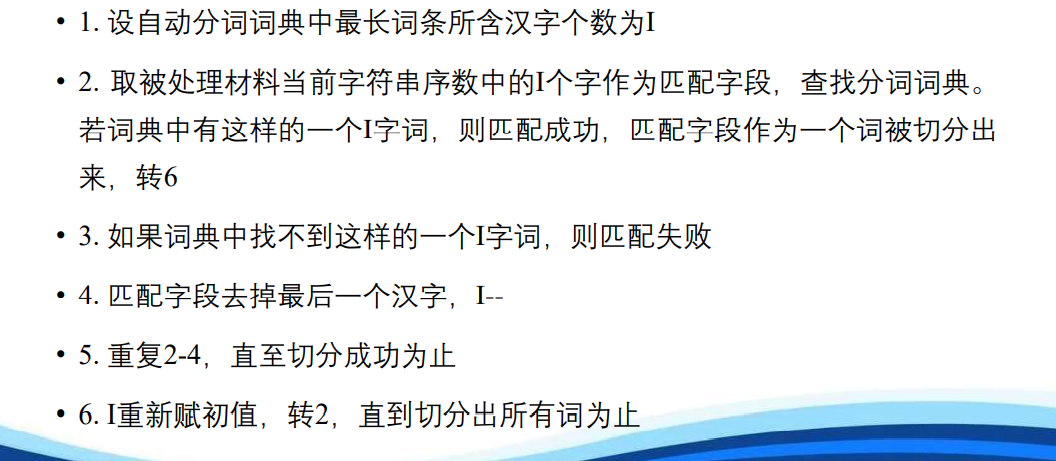 • 1. 设自动分词词典中最长词条所含汉字个数为I
• 2. 取被处理材料当前字符串序数中的I个字作为匹配字段，查找分词词典。
若词典中有这样的一个I字词，则匹配成功，匹配字段作为一个词被切分出
来，转6
• 3. 如果词典中找不到这样的一个I字词，则匹配失败
• 4. 匹配字段去掉最后一个汉字，I--
• 5. 重复2-4，直至切分成功为止
• 6. I重新赋初值，转2，直到切分出所有词为止